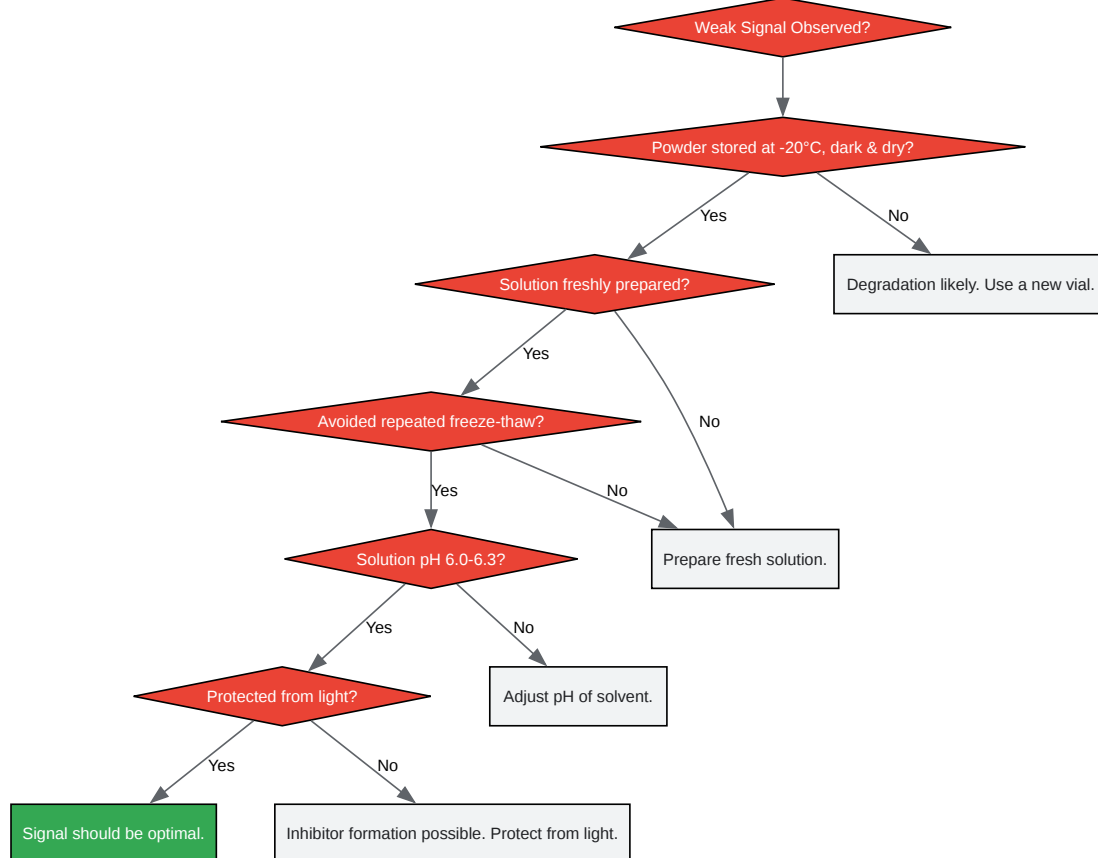 Weak Signal Observed?
Powder stored at -20°C, dark & dry?
Yes
No
Solution freshly prepared?
Degradation likely. Use a new vial.
Yes
No
Avoided repeated freeze-thaw?
Yes
No
Solution pH 6.0-6.3?
Prepare fresh solution.
Yes
No
Protected from light?
Adjust pH of solvent.
Yes
No
Signal should be optimal.
Inhibitor formation possible. Protect from light.